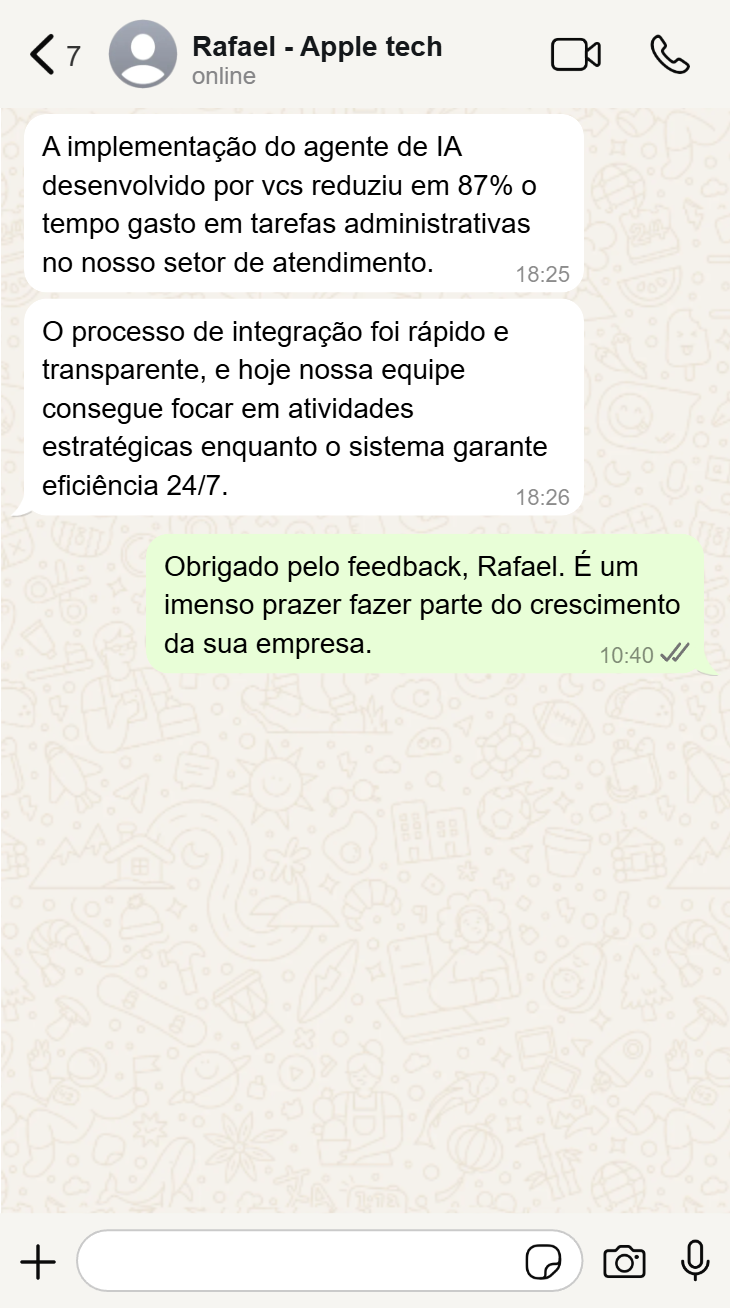 7
Rafael - Apple tech
online
A implementação do agente de IA
desenvolvido por vcs reduziu em 87% o
tempo gasto em tarefas administrativas
no nosso setor de atendimento.
18:25
O processo de integração foi rápido e
transparente, e hoje nossa equipe
consegue focar em atividades
estratégicas enquanto o sistema garante
eficiência 24/7.
18:26
Obrigado pelo feedback, Rafael. É um
imenso prazer fazer parte do crescimento
da sua empresa.
10:40